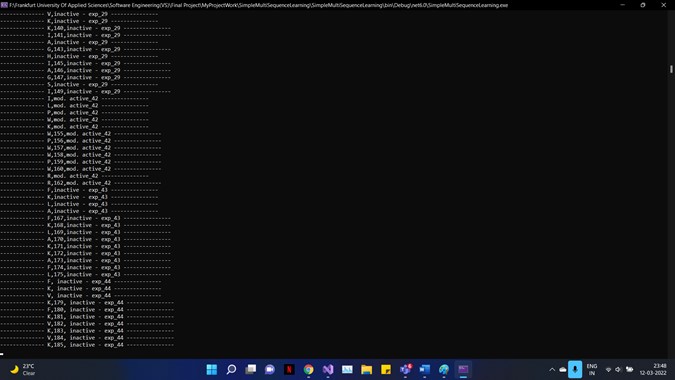 F:\Frankfurt University Of Applied Sciences\Software Engineering(VS)\Final Project\MyProjectWork\SimpleMultiSequenceLearning\SimpleMultiSequenceLearning\bin\Debug\net6.0\SimpleMultiSequenceLearning.exe
-------------- V,inactive - exp_29 --------------
-------------- K,inactive - exp_29 --------------
-------------- K,140,inactive - exp_29 --------------
-------------- I,141,inactive - exp_29 --------------
-------------- A,inactive - exp_29 --------------
-------------- G,143,inactive - exp_29 --------------
-------------- H,inactive - exp_29 --------------
-------------- I,145,inactive - exp_29 --------------
-------------- A,146,inactive - exp_29 --------------
-------------- G,147,inactive - exp_29 --------------
-------------- S,inactive - exp_29 --------------
-------------- I,149,inactive - exp_29 --------------
-------------- I,mod. active_42 --------------
-------------- L,mod. active_42 --------------
-------------- P,mod. active_42 --------------
-------------- W,mod. active_42 --------------
-------------- K,mod. active_42 --------------
-------------- W,155,mod. active_42 --------------
-------------- P,156,mod. active_42 --------------
-------------- W,157,mod. active_42 --------------
-------------- W,158,mod. active_42 --------------
-------------- P,159,mod. active_42 --------------
-------------- W,160,mod. active_42 --------------
-------------- R,mod. active_42 --------------
-------------- R,162,mod. active_42 --------------
-------------- F,inactive - exp_43 --------------
-------------- K,inactive - exp_43 --------------
-------------- L,inactive - exp_43 --------------
-------------- A,inactive - exp_43 --------------
-------------- F,167,inactive - exp_43 --------------
-------------- K,168,inactive - exp_43 --------------
-------------- L,169,inactive - exp_43 --------------
-------------- A,170,inactive - exp_43 --------------
-------------- K,171,inactive - exp_43 --------------
-------------- K,172,inactive - exp_43 --------------
-------------- A,173,inactive - exp_43 --------------
-------------- F,174,inactive - exp_43 --------------
-------------- L,175,inactive - exp_43 --------------
-------------- F, inactive - exp_44 --------------
-------------- K, inactive - exp_44 --------------
-------------- V, inactive - exp_44 --------------
-------------- K,179, inactive - exp_44 --------------
-------------- F,180, inactive - exp_44 --------------
-------------- K,181, inactive - exp_44 --------------
-------------- V,182, inactive - exp_44 --------------
-------------- K,183, inactive - exp_44 --------------
-------------- V,184, inactive - exp_44 --------------
-------------- K,185, inactive - exp_44 --------------
23°C
Clear
ENG
IN
23:48
12-03-2022